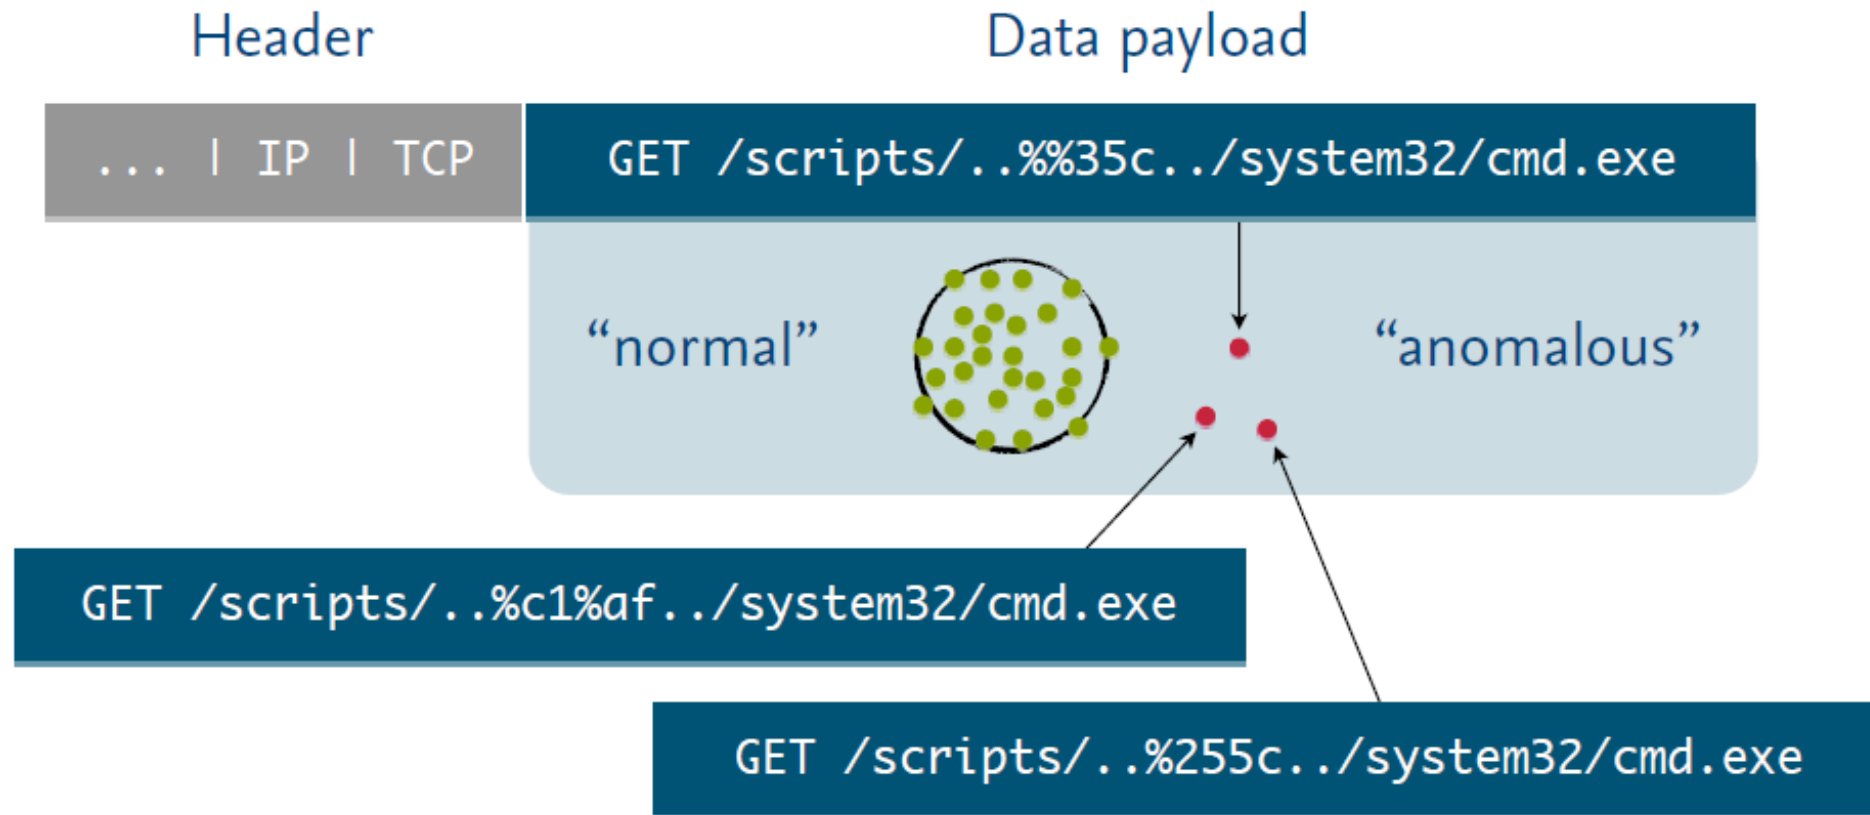 Header
Data payload
... | IP | TCP
GET /scripts/..%%35c../system32/cmd.exe
“normal”
“anomalous”
GET /scripts/..%c1%af../system32/cmd.exe
GET /scripts/..%255c../system32/cmd.exe